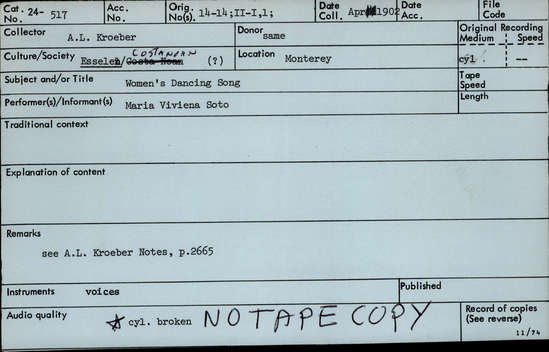 Cat. No. 24- 517 Acc. No. Orig. No(s). 14-14;II-I,1; Date Coll. Apr 1902 Date Acc. File Code
Collector A.L. Kroeber Donor same Original Recording Medium Speed
COSTANOAN
Culture/Society Esselen/Costa Noan (?) Location Monterey cyl. --
Subject and/or Title Women's Dancing Song Tape Speed
Performer(s)/Informant(s) Maria Viviena Soto Length
Traditional context
Explanation of content
Remarks
see A.L. Kroeber Notes, p.2665
Instruments voices Published
Audio quality cyl. broken NO TAPE COPY Record of copies (See reverse)
11/74